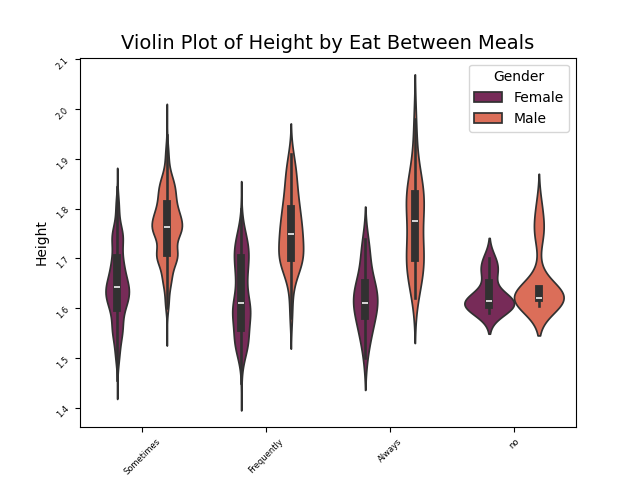 Violin Plot of Height by Eat Between Meals
Gender
Female
Male
Height
2.1
2.0
1.9
1.8
1.7
1.6
1.5
1.4
Sometimes
Frequently
Always
no